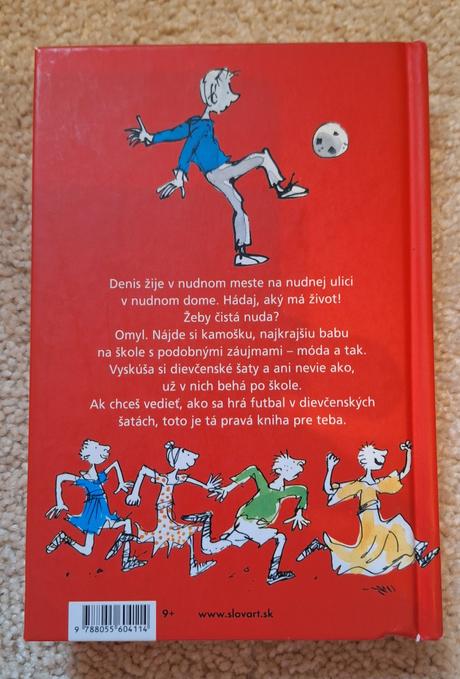 Denis žije v nudnom meste na nudnej ulici
v nudnom dome. Hádaj, aký má život!
Žeby čistá nuda?
Omyl. Nájde si kamošku, najkrajšiu babu
na škole s podobnými záujmami – móda a tak.
Vyskúša si dievčenské šaty a ani nevie ako,
už v nich behá po škole.
Ak chceš vedieť, ako sa hrá futbal v dievčenských
šatách, toto je tá pravá kniha pre teba.
9+ www.slovart.sk
9 788055 604114